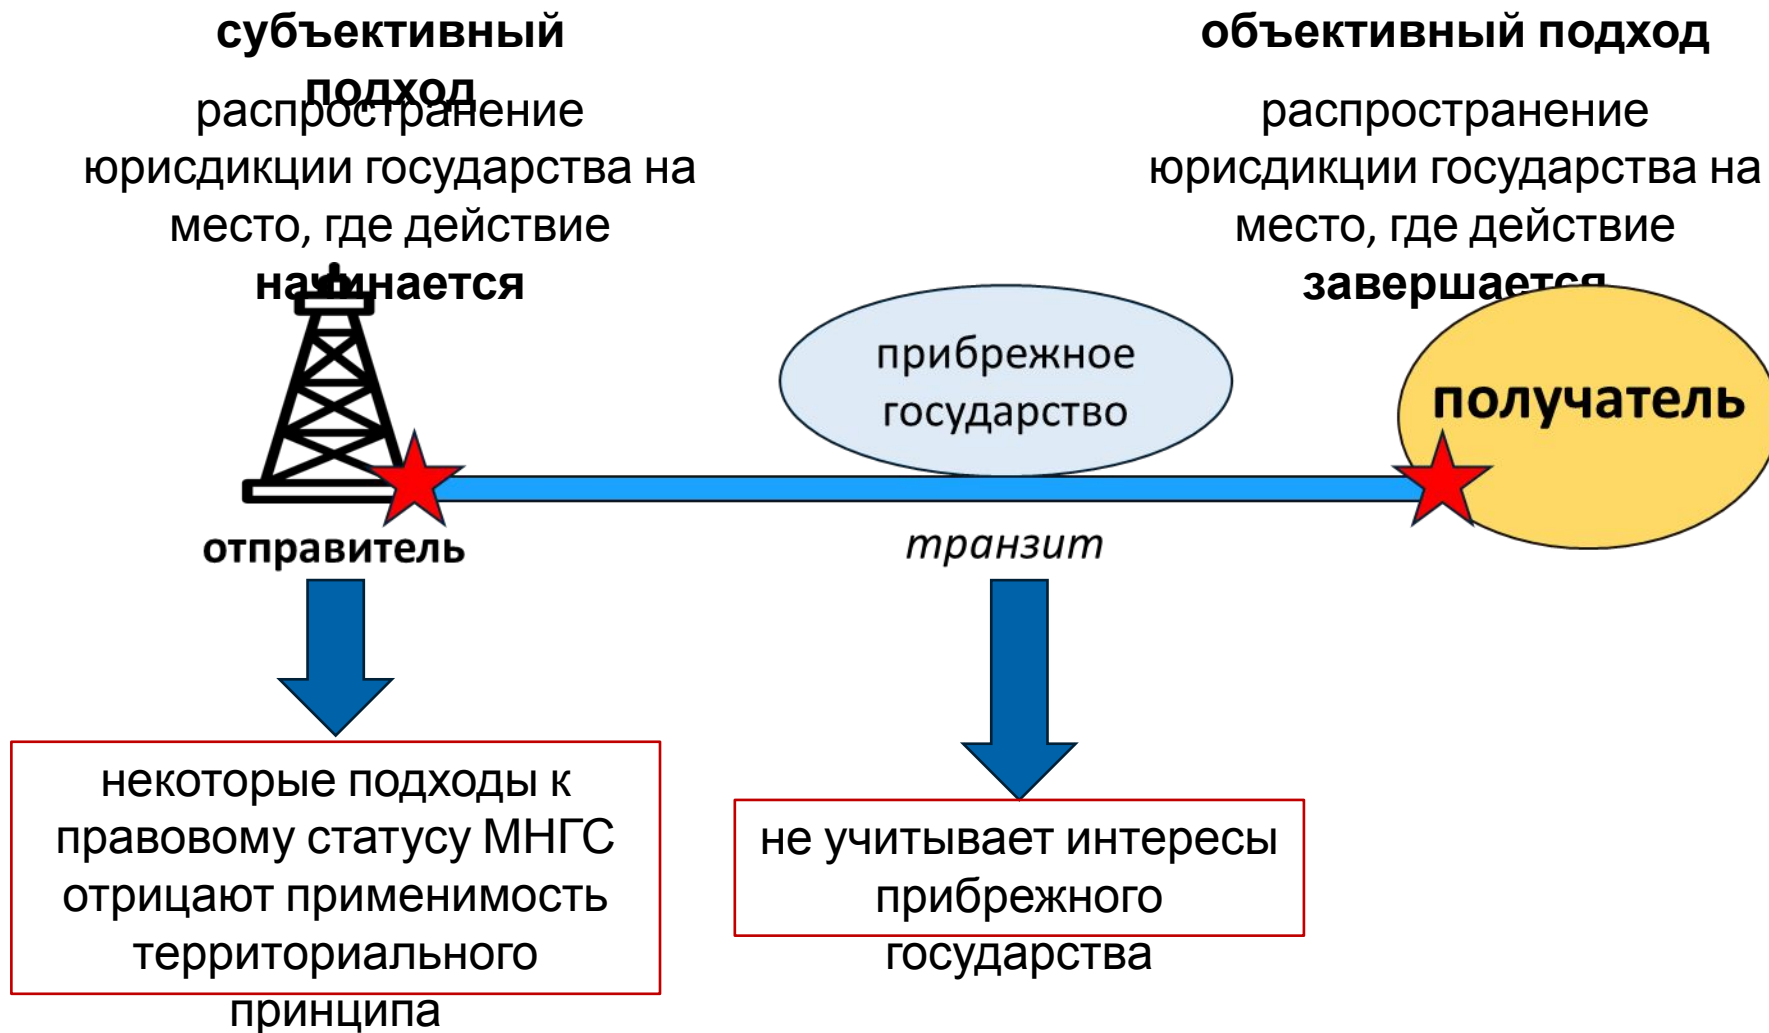 субъективный
подход
распространение
юрисдикции государства на
место, где действие
начинается
объективный подход
распространение
юрисдикции государства на
место, где действие
завершается
прибрежное
государство
получатель
отправитель
транзит
некоторые подходы к
правовому статусу МНГС
отрицают применимость
территориального
принципа
не учитывает интересы
прибрежного
государства